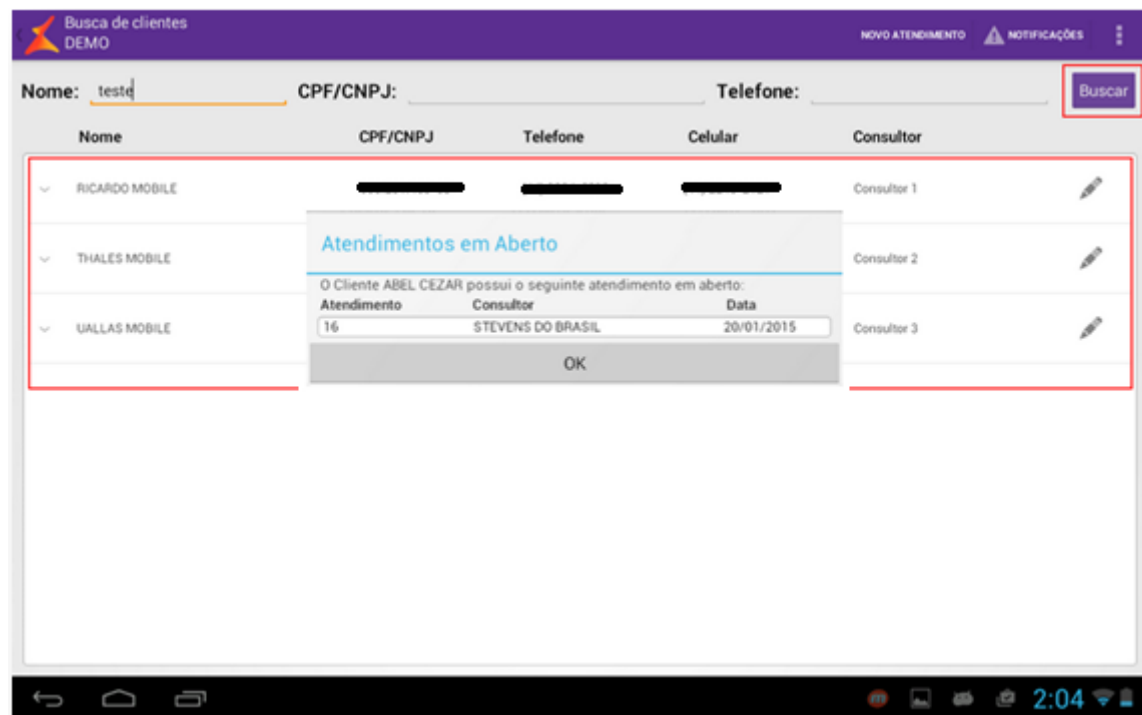 Busca de clientes
DEMO
NOVO ATENDIMENTO NOTIFICAÇÕES
Nome: teste CPF/CNPJ: Telefone: Buscar
Nome CPF/CNPJ Telefone Celular Consultor
RICARDO MOBILE Consultor 1
THALES MOBILE Consultor 2
UALLAS MOBILE Consultor 3
Atendimentos em Aberto
O Cliente ABEL CEZAR possui o seguinte atendimento em aberto:
Atendimento Consultor Data
16 STEVENS DO BRASIL 20/01/2015
OK
2:04